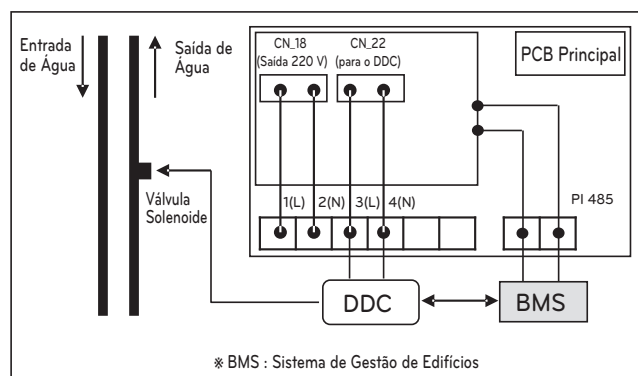 Entrada
de Água
Saída de
Água
CN_18
(Saída 220 V)
CN_22
(para o DDC)
PCB Principal
Válvula
Solenoide
1(L)
2(N)
3(L)
4(N)
PI 485
DDC
BMS
※ BMS : Sistema de Gestão de Edifícios